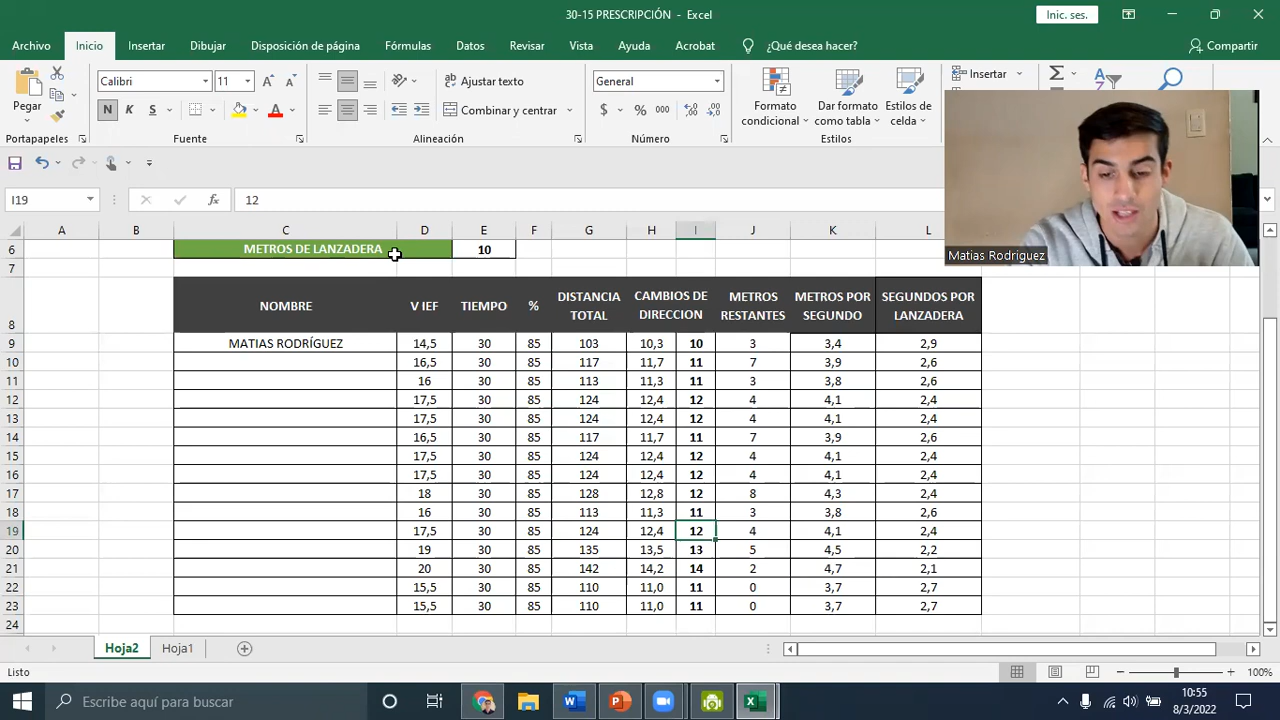 30-15 PRESCRIPCIÓN - Excel
Inic. ses.
Archivo Inicio Insertar Dibujar Disposición de página Fórmulas Datos Revisar Vista Ayuda Acrobat ¿Qué desea hacer? Compartir
Pegar
Calibri 11
N K S
Ajustar texto
Combinar y centrar
General
$ % 000
Formato condicional
Dar formato como tabla
Estilos de celda
Insertar
Portapapeles Fuente Alineación Número Estilos
I19 fx 12
A B C D E F G H I J K L
6 METROS DE LANZADERA 10
7
8 NOMBRE V IEF TIEMPO % DISTANCIA TOTAL CAMBIOS DE DIRECCION METROS RESTANTES METROS POR SEGUNDO SEGUNDOS POR LANZADERA
9 MATIAS RODRÍGUEZ 14,5 30 85 103 10,3 10 3 3,4 2,9
10 16,5 30 85 117 11,7 11 7 3,9 2,6
11 16 30 85 113 11,3 11 3 3,8 2,6
12 17,5 30 85 124 12,4 12 4 4,1 2,4
13 17,5 30 85 124 12,4 12 4 4,1 2,4
14 16,5 30 85 117 11,7 11 7 3,9 2,6
15 17,5 30 85 124 12,4 12 4 4,1 2,4
16 17,5 30 85 124 12,4 12 4 4,1 2,4
17 18 30 85 128 12,8 12 8 4,3 2,4
18 16 30 85 113 11,3 11 3 3,8 2,6
19 17,5 30 85 124 12,4 12 4 4,1 2,4
20 19 30 85 135 13,5 13 5 4,5 2,2
21 20 30 85 142 14,2 14 2 4,7 2,1
22 15,5 30 85 110 11,0 11 0 3,7 2,7
23 15,5 30 85 110 11,0 11 0 3,7 2,7
24
Matias Rodriguez
Hoja2 Hoja1
Listo 100%
Escribe aquí para buscar
10:55
8/3/2022